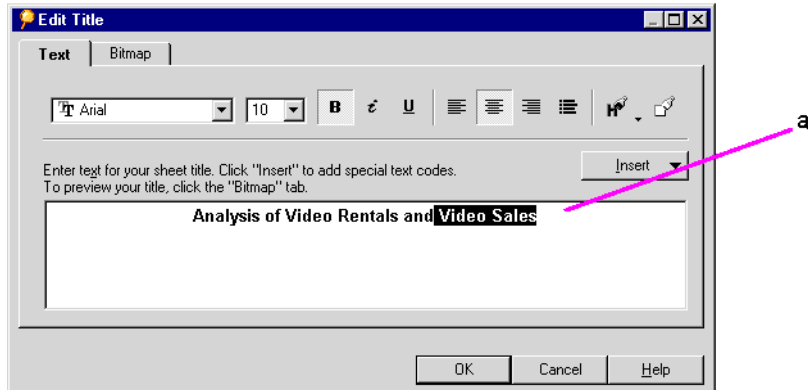 Edit Title
Text Bitmap
Arial 10 B i U
a
Insert
Enter text for your sheet title. Click "Insert" to add special text codes.
To preview your title, click the "Bitmap" tab.
Analysis of Video Rentals and Video Sales
OK Cancel Help